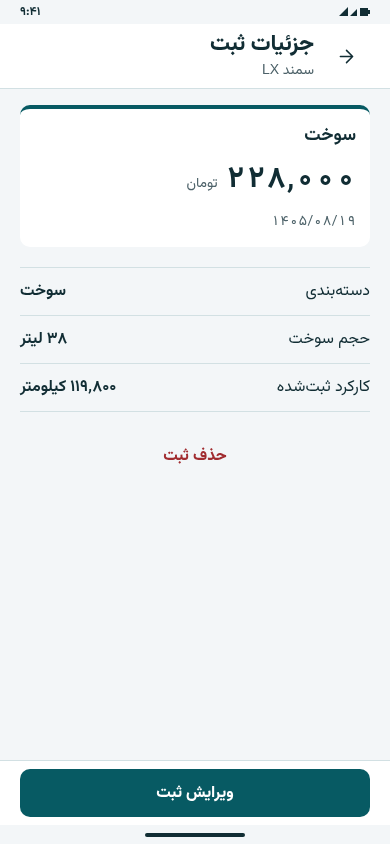 ۹:۴۱
جزئیات ثبت
سمند LX
سوخت
۲۲۸,۰۰۰ تومان
۱۴۰۵/۰۸/۱۹
دسته‌بندی سوخت
حجم سوخت ۳۸ لیتر
کارکرد ثبت‌شده ۱۱۹,۸۰۰ کیلومتر
حذف ثبت
ویرایش ثبت